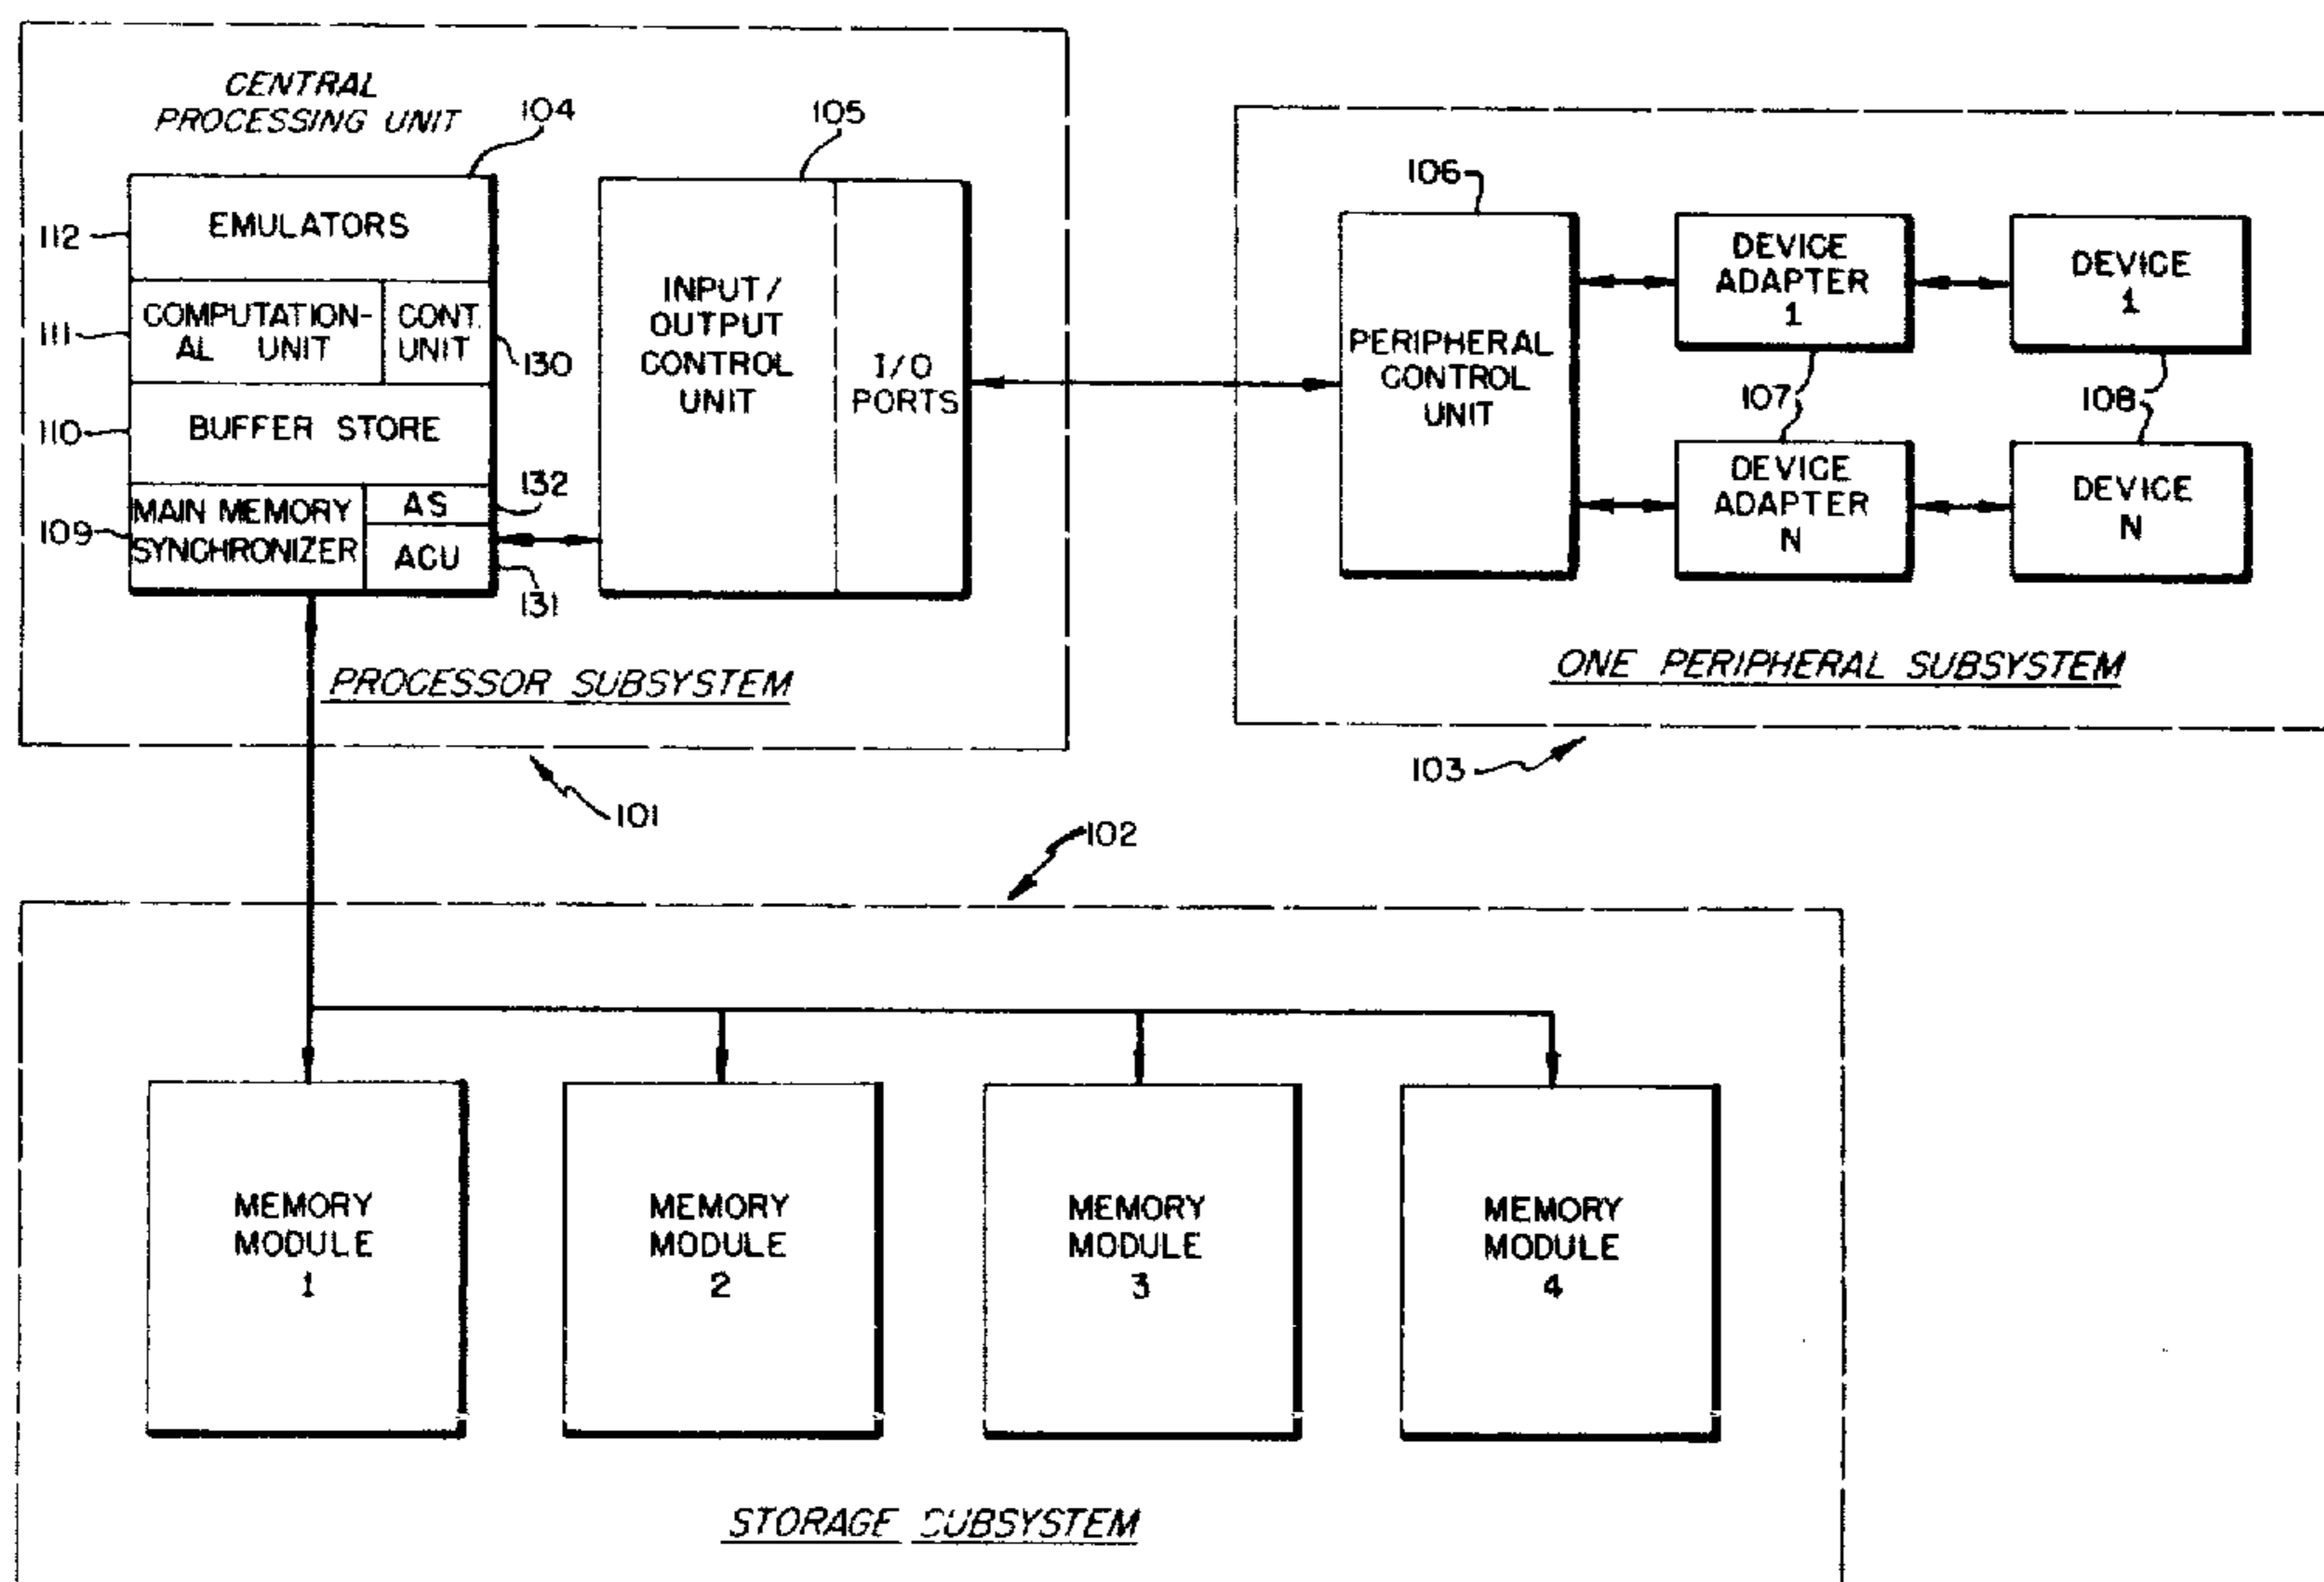 CENTRAL
PROCESSING UNIT
104
105
112
EMULATORS
111
COMPUTATION-
AL UNIT
CONT.
UNIT
130
110
BUFFER STORE
109
MAIN MEMORY
SYNCHRONIZER
AS
132
ACU
131
INPUT/
OUTPUT
CONTROL
UNIT
I/O
PORTS
PROCESSOR SUBSYSTEM
101
106
PERIPHERAL
CONTROL
UNIT
DEVICE
ADAPTER
1
DEVICE
1
107
108
DEVICE
ADAPTER
N
DEVICE
N
ONE PERIPHERAL SUBSYSTEM
103
102
MEMORY
MODULE
1
MEMORY
MODULE
2
MEMORY
MODULE
3
MEMORY
MODULE
4
STORAGE SUBSYSTEM